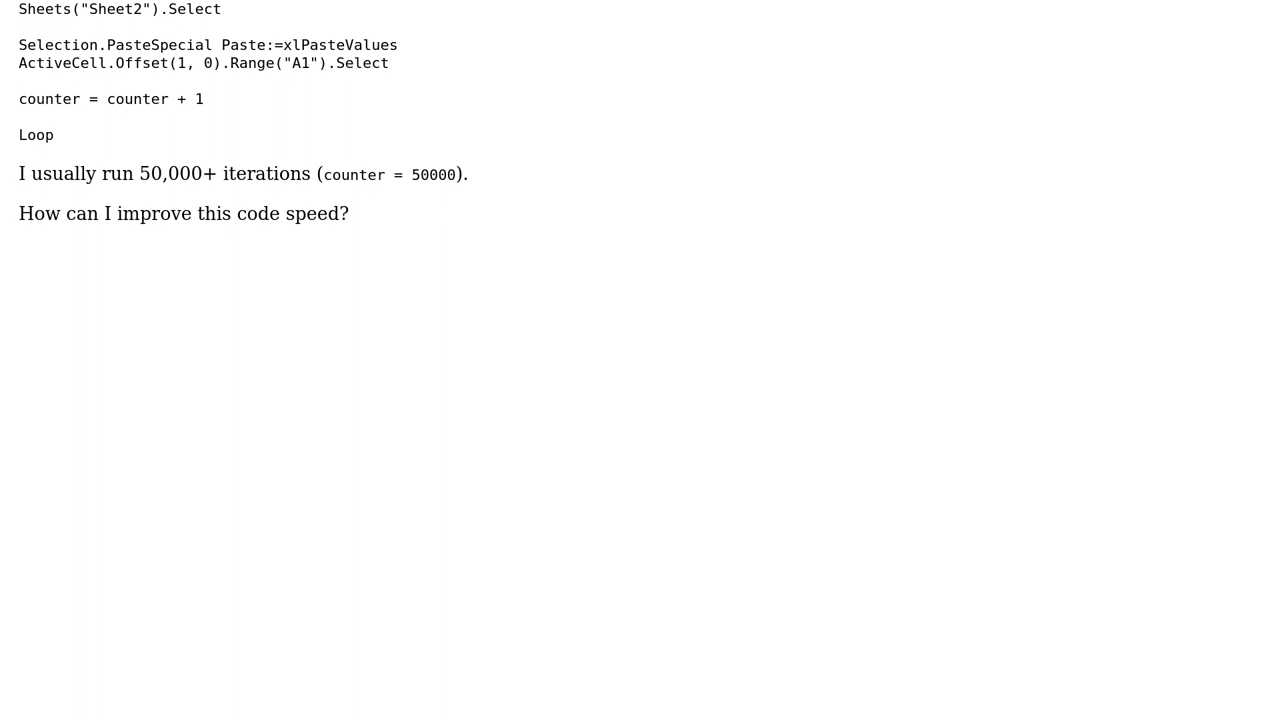 Sheets("Sheet2").Select
Selection.PasteSpecial Paste:=xlPasteValues
ActiveCell.Offset(1, 0).Range("A1").Select
counter = counter + 1
Loop
I usually run 50,000+ iterations (counter = 50000).
How can I improve this code speed?